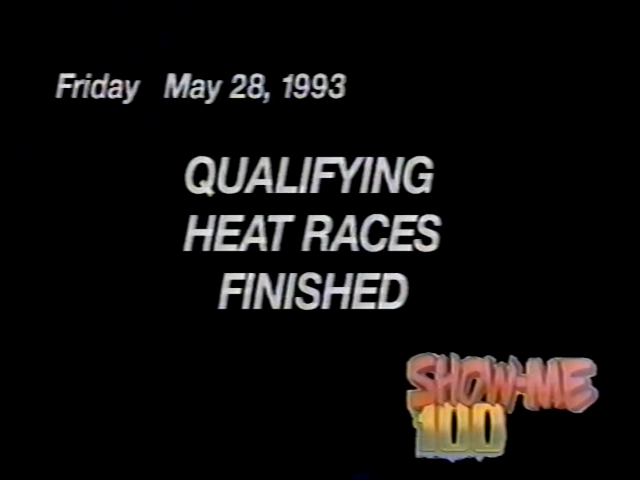 Friday May 28, 1993
QUALIFYING
HEAT RACES
FINISHED
SHOW-ME
100